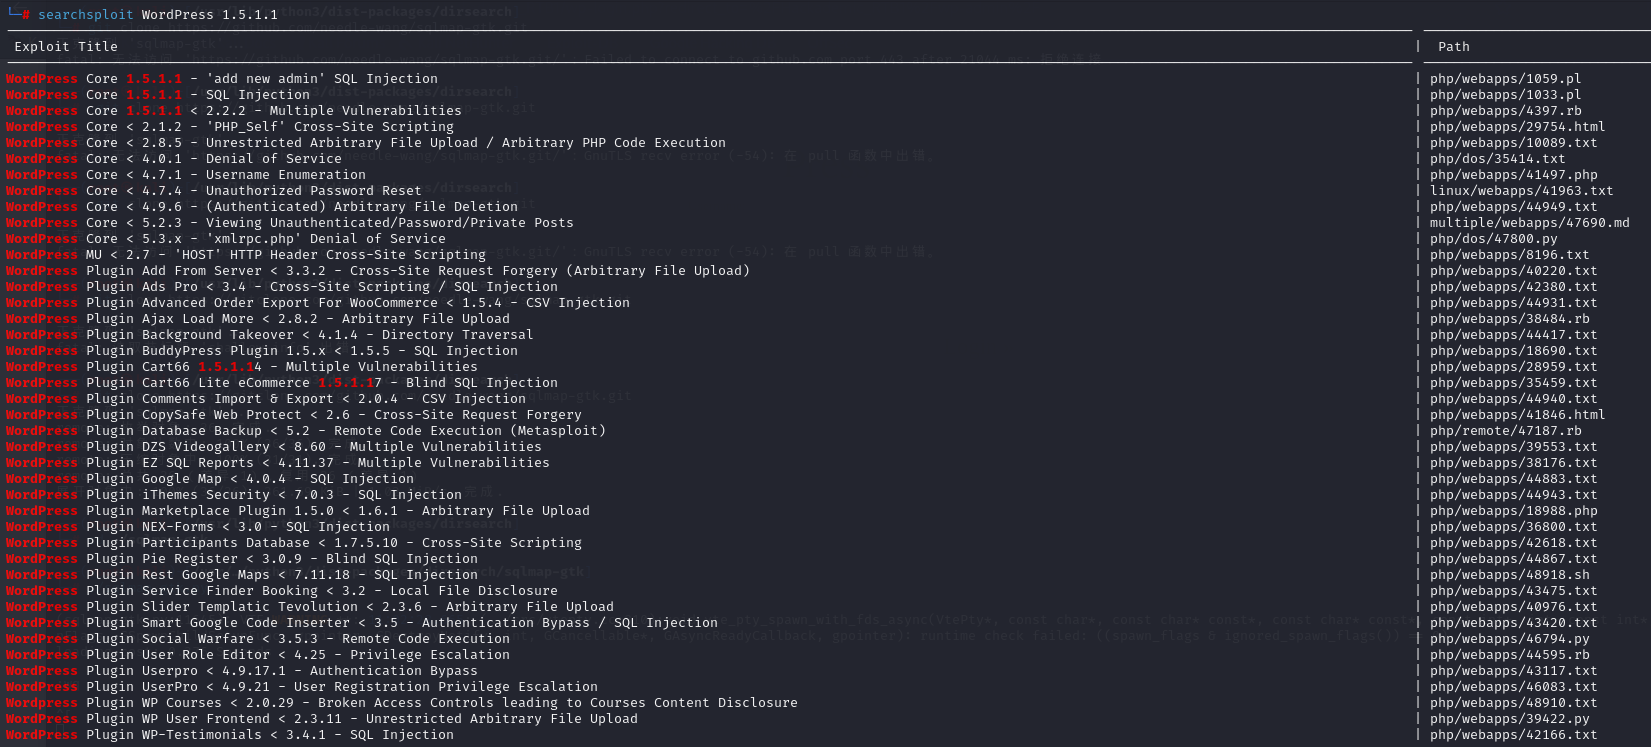 └─# searchsploit WordPress 1.5.1.1
Exploit Title | Path
WordPress Core 1.5.1.1 - 'add new admin' SQL Injection | php/webapps/1059.pl
WordPress Core 1.5.1.1 - SQL Injection | php/webapps/1033.pl
WordPress Core 1.5.1.1 < 2.2.2 - Multiple Vulnerabilities | php/webapps/4397.rb
WordPress Core < 2.1.2 - 'PHP_Self' Cross-Site Scripting | php/webapps/29754.html
WordPress Core < 2.8.5 - Unrestricted Arbitrary File Upload / Arbitrary PHP Code Execution | php/webapps/10089.txt
WordPress Core < 4.0.1 - Denial of Service | php/dos/35414.txt
WordPress Core < 4.7.1 - Username Enumeration | php/webapps/41497.php
WordPress Core < 4.7.4 - Unauthorized Password Reset | linux/webapps/41963.txt
WordPress Core < 4.9.6 - (Authenticated) Arbitrary File Deletion | php/webapps/44949.txt
WordPress Core < 5.2.3 - Viewing Unauthenticated/Password/Private Posts | multiple/webapps/47690.md
WordPress Core < 5.3.x - 'xmlrpc.php' Denial of Service | php/dos/47800.py
WordPress MU < 2.7 - 'HOST' HTTP Header Cross-Site Scripting | php/webapps/8196.txt
WordPress Plugin Add From Server < 3.3.2 - Cross-Site Request Forgery (Arbitrary File Upload) | php/webapps/40220.txt
WordPress Plugin Ads Pro < 3.4 - Cross-Site Scripting / SQL Injection | php/webapps/42380.txt
WordPress Plugin Advanced Order Export For WooCommerce < 1.5.4 - CSV Injection | php/webapps/44931.txt
WordPress Plugin Ajax Load More < 2.8.2 - Arbitrary File Upload | php/webapps/38484.rb
WordPress Plugin Background Takeover < 4.1.4 - Directory Traversal | php/webapps/44417.txt
WordPress Plugin BuddyPress Plugin 1.5.x < 1.5.5 - SQL Injection | php/webapps/18690.txt
WordPress Plugin Cart66 1.5.1.14 - Multiple Vulnerabilities | php/webapps/28959.txt
WordPress Plugin Cart66 Lite eCommerce 1.5.1.17 - Blind SQL Injection | php/webapps/35459.txt
WordPress Plugin Comments Import & Export < 2.0.4 - CSV Injection | php/webapps/44940.txt
WordPress Plugin CopySafe Web Protect < 2.6 - Cross-Site Request Forgery | php/webapps/41846.html
WordPress Plugin Database Backup < 5.2 - Remote Code Execution (Metasploit) | php/remote/47187.rb
WordPress Plugin DZS Videogallery < 8.60 - Multiple Vulnerabilities | php/webapps/39553.txt
WordPress Plugin EZ SQL Reports < 4.11.37 - Multiple Vulnerabilities | php/webapps/38176.txt
WordPress Plugin Google Map < 4.0.4 - SQL Injection | php/webapps/44883.txt
WordPress Plugin iThemes Security < 7.0.3 - SQL Injection | php/webapps/44943.txt
WordPress Plugin Marketplace Plugin 1.5.0 < 1.6.1 - Arbitrary File Upload | php/webapps/18988.php
WordPress Plugin NEX-Forms < 3.0 - SQL Injection | php/webapps/36800.txt
WordPress Plugin Participants Database < 1.7.5.10 - Cross-Site Scripting | php/webapps/42618.txt
WordPress Plugin Pie Register < 3.0.9 - Blind SQL Injection | php/webapps/44867.txt
WordPress Plugin Rest Google Maps < 7.11.18 - SQL Injection | php/webapps/48918.sh
WordPress Plugin Service Finder Booking < 3.2 - Local File Disclosure | php/webapps/43475.txt
WordPress Plugin Slider Templatic Tevolution < 2.3.6 - Arbitrary File Upload | php/webapps/40976.txt
WordPress Plugin Smart Google Code Inserter < 3.5 - Authentication Bypass / SQL Injection | php/webapps/43420.txt
WordPress Plugin Social Warfare < 3.5.3 - Remote Code Execution | php/webapps/46794.py
WordPress Plugin User Role Editor < 4.25 - Privilege Escalation | php/webapps/44595.rb
WordPress Plugin Userpro < 4.9.17.1 - Authentication Bypass | php/webapps/43117.txt
WordPress Plugin UserPro < 4.9.21 - User Registration Privilege Escalation | php/webapps/46083.txt
Wordpress Plugin WP Courses < 2.0.29 - Broken Access Controls leading to Courses Content Disclosure | php/webapps/48910.txt
WordPress Plugin WP User Frontend < 2.3.11 - Unrestricted Arbitrary File Upload | php/webapps/39422.py
WordPress Plugin WP-Testimonials < 3.4.1 - SQL Injection | php/webapps/42166.txt